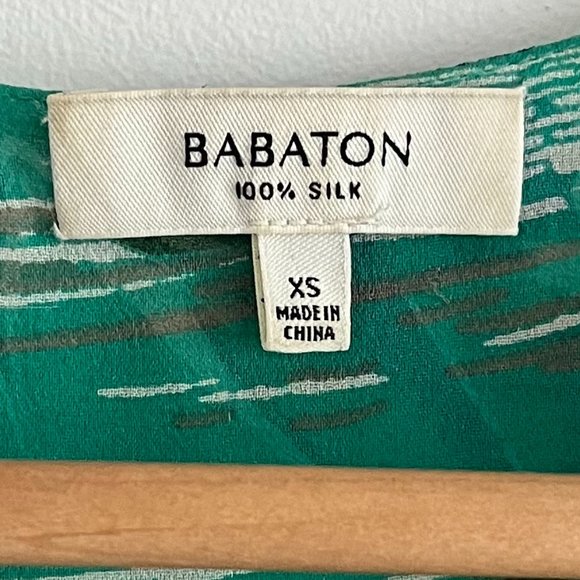 BABATON
100% SILK
XS
MADE IN
CHINA